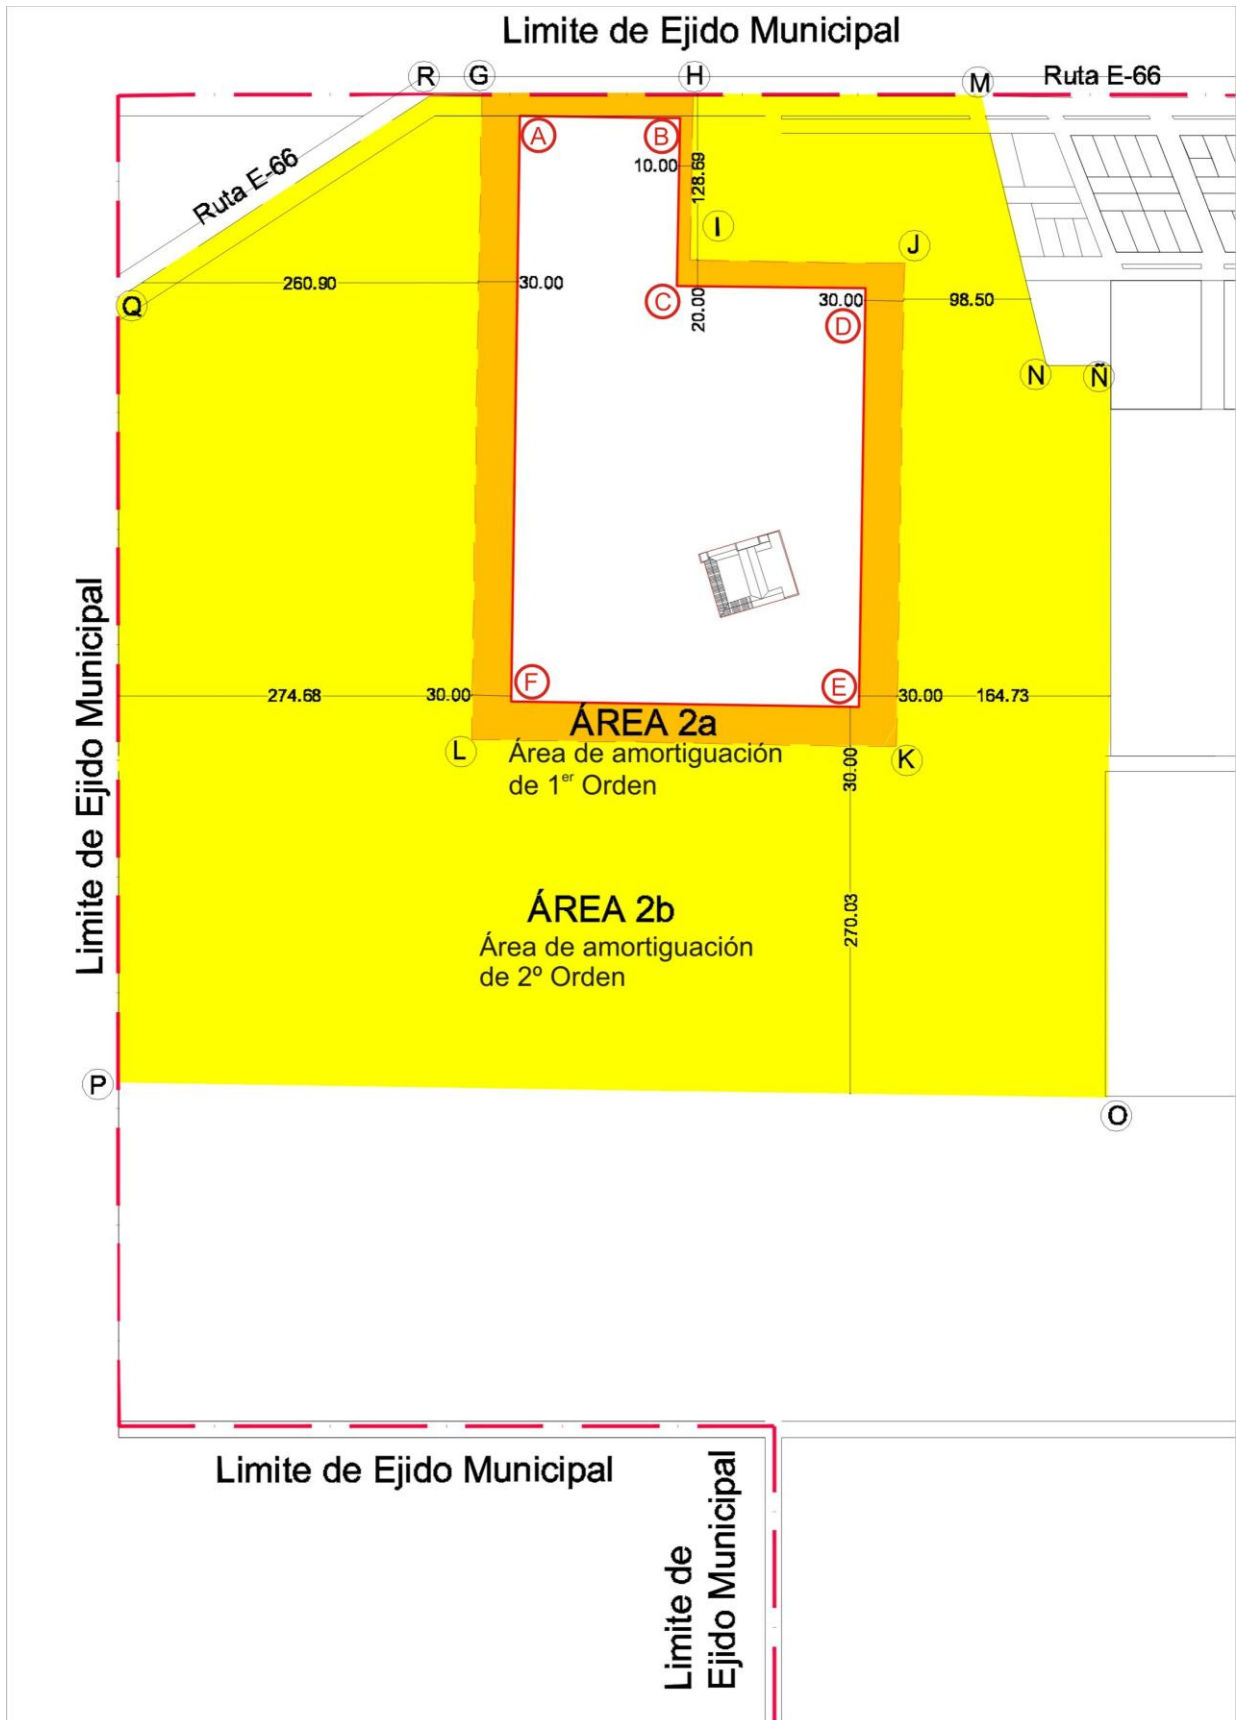 Limite de Ejido Municipal
R
G
H
M
Ruta E-66
A
B
10.00
128.69
Ruta E-66
I
J
Q
260.90
30.00
C
20.00
30.00
98.50
D
N
Ñ
Limite de Ejido Municipal
F
E
274.68
30.00
30.00
164.73
ÁREA 2a
L
Área de amortiguación
de 1er Orden
30.00
K
ÁREA 2b
270.03
Área de amortiguación
de 2º Orden
P
O
Limite de Ejido Municipal
Limite de
Ejido Municipal